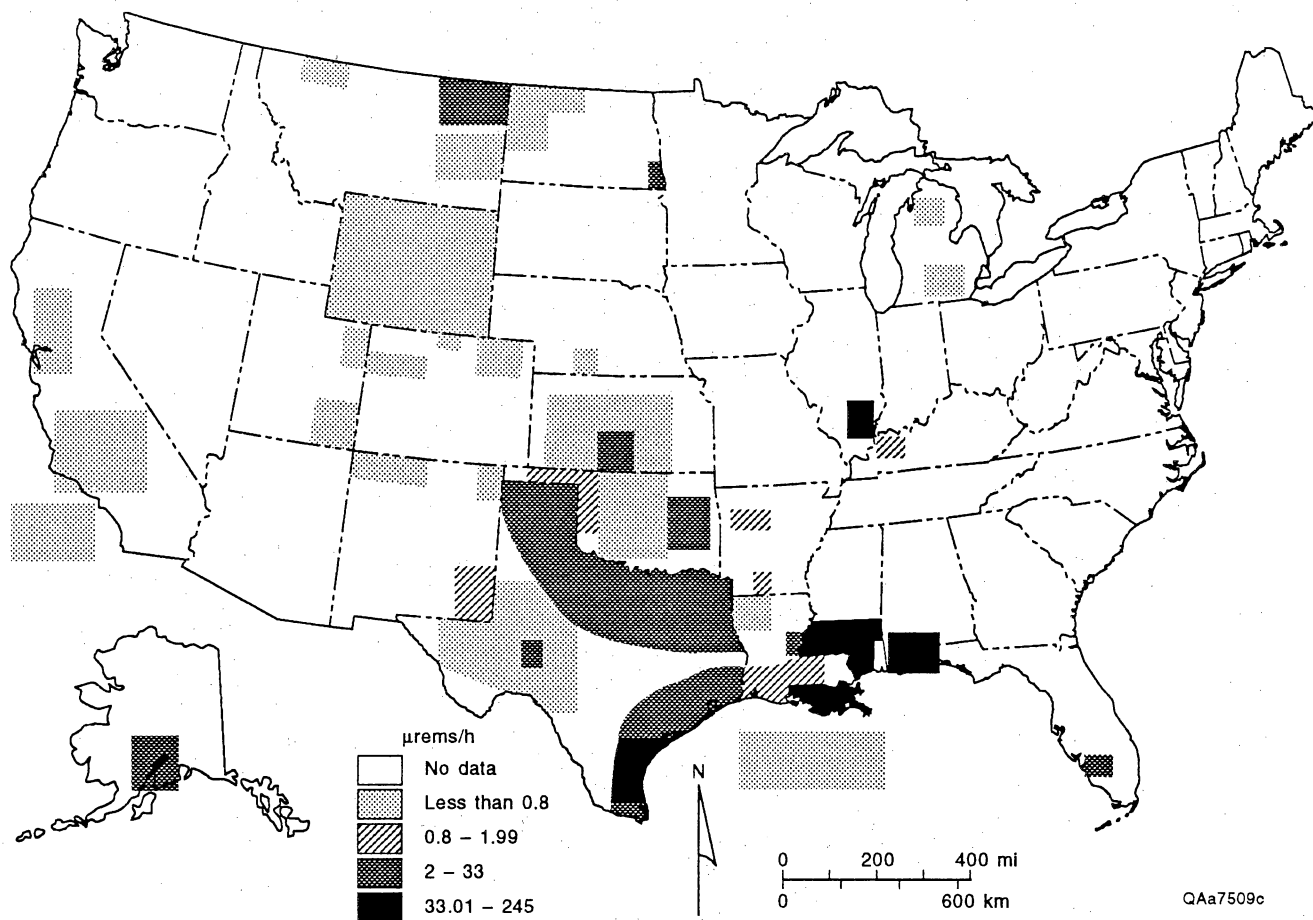 μrems/h
No data
Less than 0.8
0.8 – 1.99
2 – 33
33.01 – 245
N
0 200 400 mi
0 600 km
QAa7509c